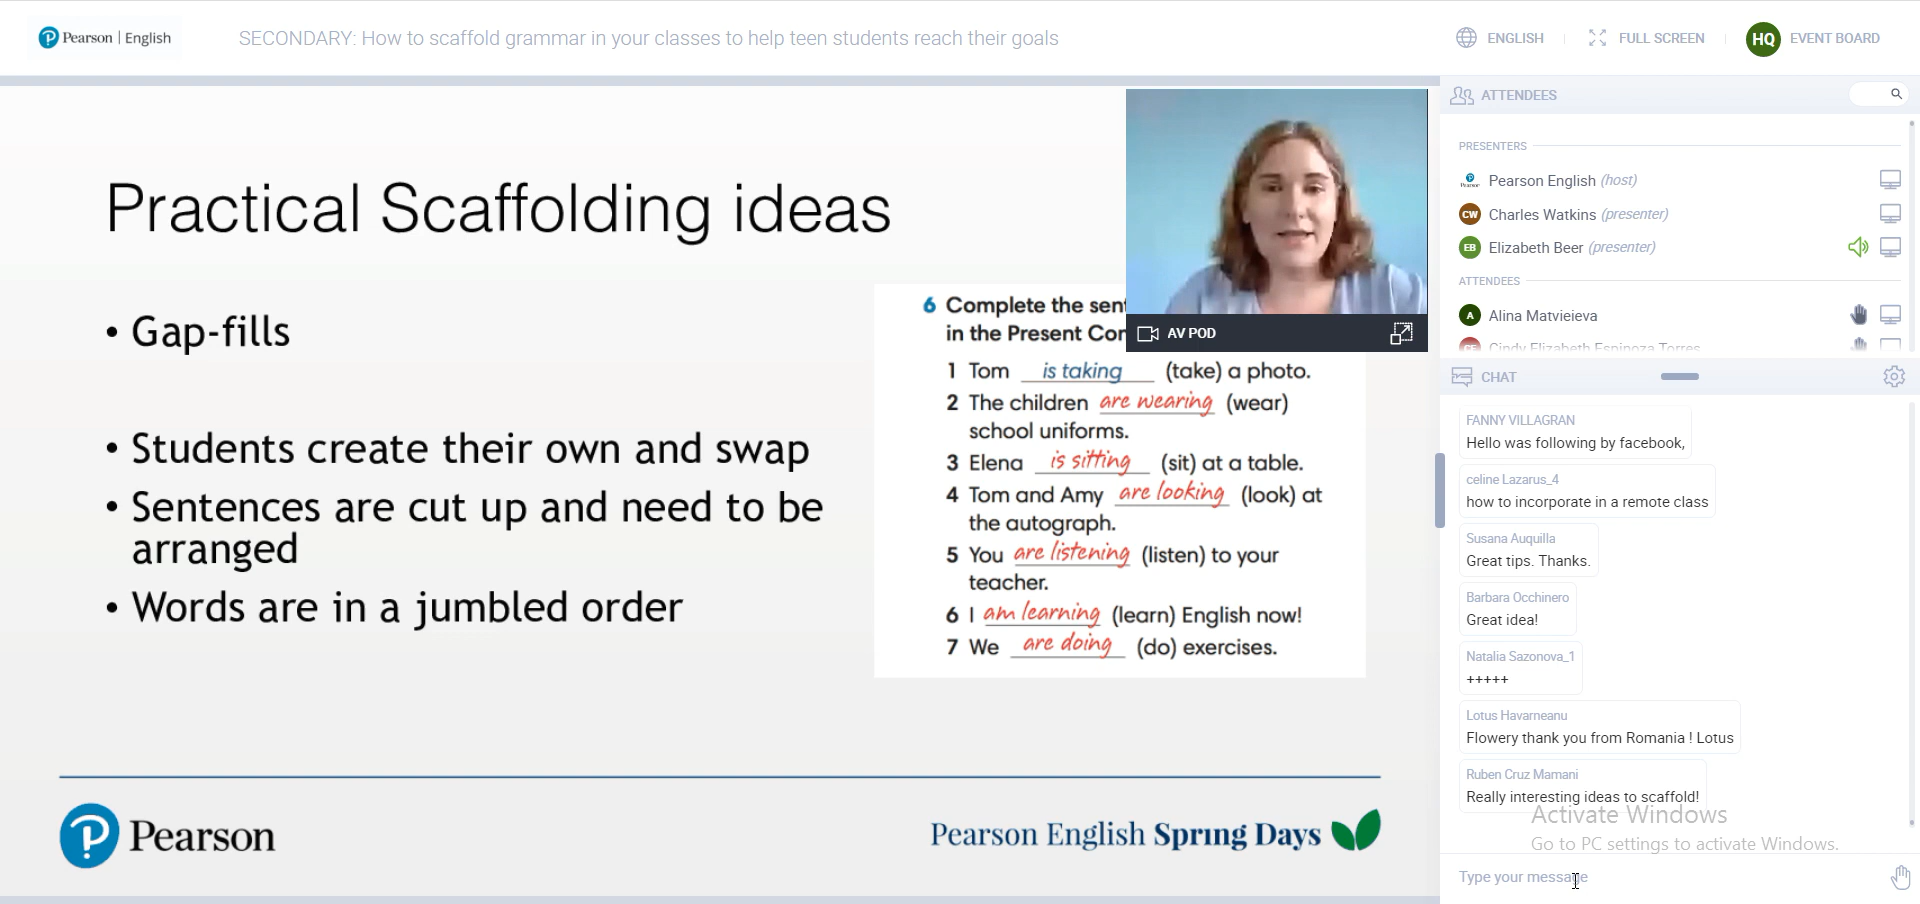 Pearson | English
SECONDARY: How to scaffold grammar in your classes to help teen students reach their goals
ENGLISH
FULL SCREEN
HQ
EVENT BOARD
Practical Scaffolding ideas
• Gap-fills
• Students create their own and swap
• Sentences are cut up and need to be
arranged
• Words are in a jumbled order
6 Complete the sent
in the Present Con
1 Tom is taking (take) a photo.
2 The children are wearing (wear)
school uniforms.
3 Elena is sitting (sit) at a table.
4 Tom and Amy are looking (look) at
the autograph.
5 You are listening (listen) to your
teacher.
6 I am learning (learn) English now!
7 We are doing (do) exercises.
AV POD
Pearson
Pearson English Spring Days
ATTENDEES
PRESENTERS
Pearson English (host)
CW Charles Watkins (presenter)
EB Elizabeth Beer (presenter)
ATTENDEES
A Alina Matvieieva
CE Cindy Elizabeth Espinoza Torres
CHAT
FANNY VILLAGRAN
Hello was following by facebook,
celine Lazarus_4
how to incorporate in a remote class
Susana Auquilla
Great tips. Thanks.
Barbara Occhinero
Great idea!
Natalia Sazonova_1
+++++
Lotus Havarneanu
Flowery thank you from Romania ! Lotus
Ruben Cruz Mamani
Really interesting ideas to scaffold!
Activate Windows
Go to PC settings to activate Windows.
Type your message